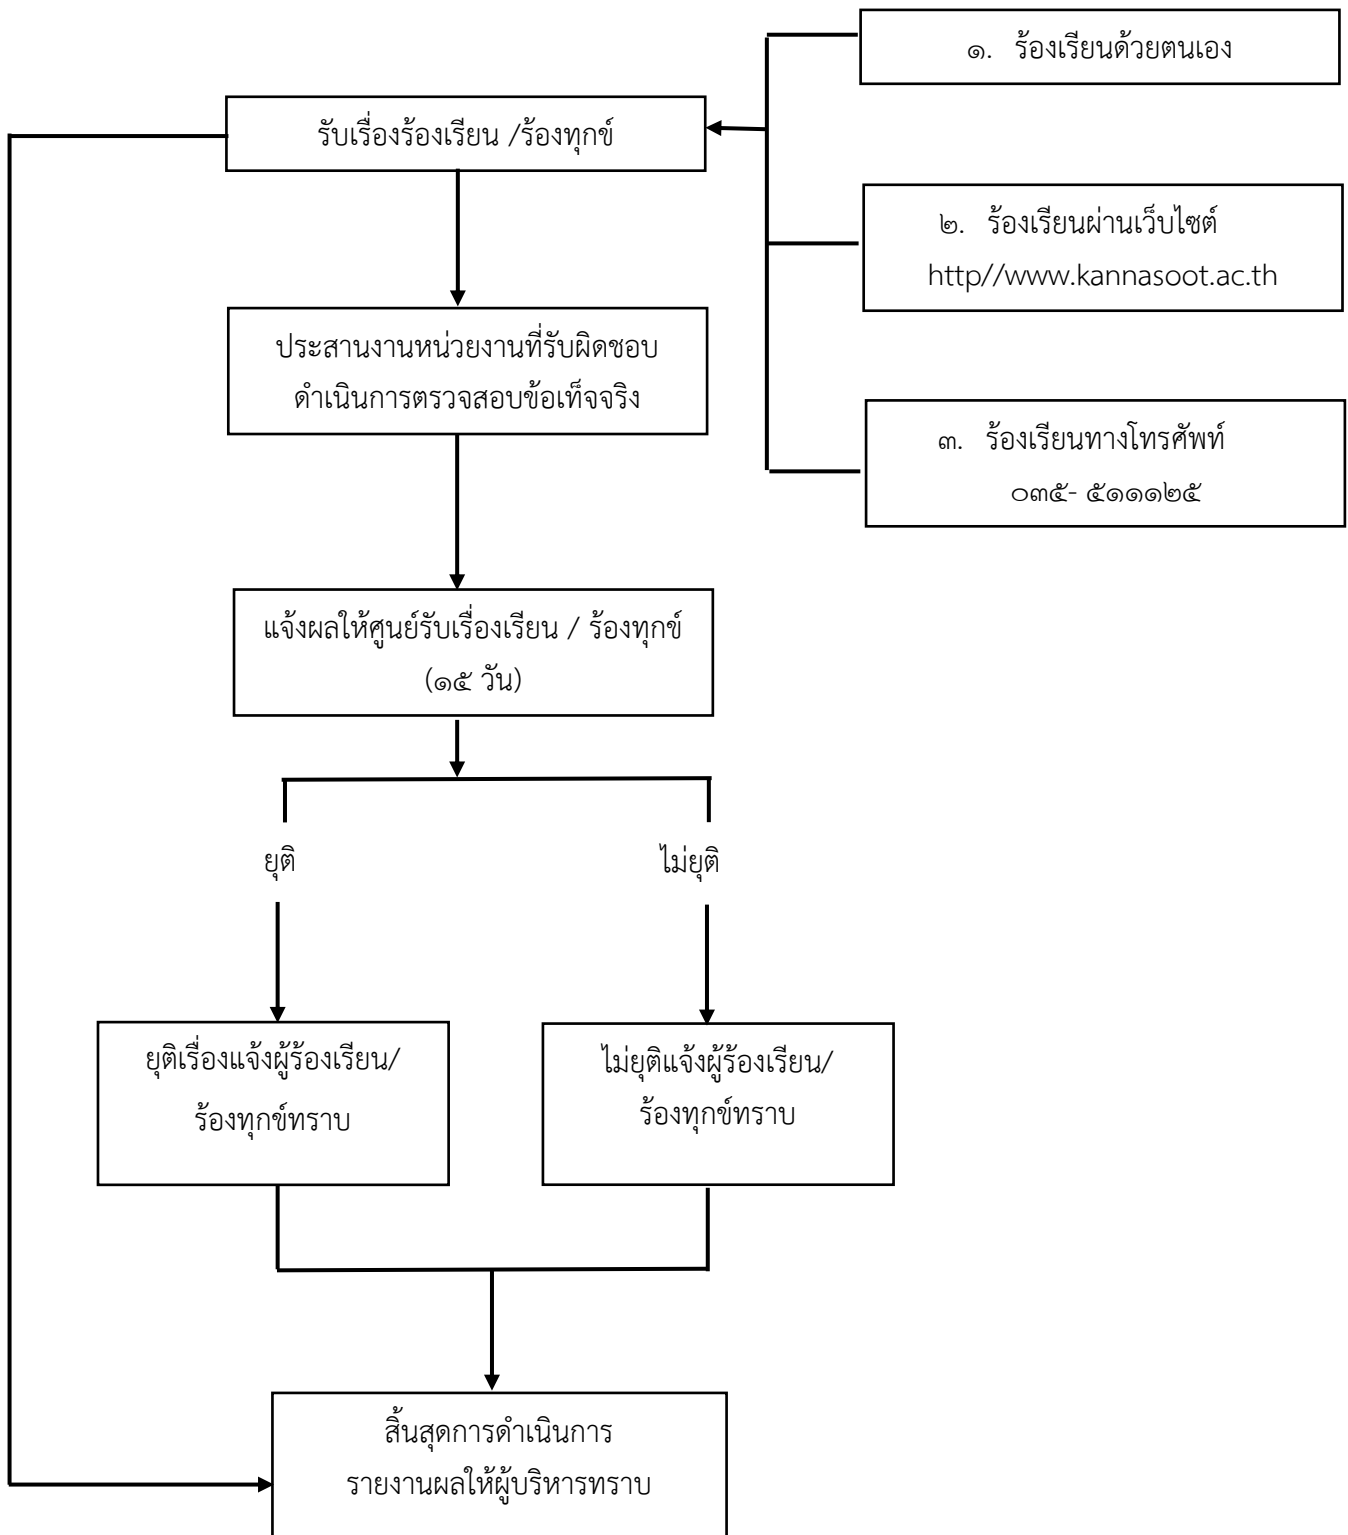 ๑. ร้องเรียนด้วยตนเอง
รับเรื่องร้องเรียน /ร้องทุกข์
๒. ร้องเรียนผ่านเว็บไซต์
http//www.kannasoot.ac.th
ประสานงานหน่วยงานที่รับผิดชอบ
ดำเนินการตรวจสอบข้อเท็จจริง
๓. ร้องเรียนทางโทรศัพท์
๐๓๕- ๕๑๑๑๒๕
แจ้งผลให้ศูนย์รับเรื่องเรียน / ร้องทุกข์
(๑๕ วัน)
ยุติ
ไม่ยุติ
ยุติเรื่องแจ้งผู้ร้องเรียน/
ร้องทุกข์ทราบ
ไม่ยุติแจ้งผู้ร้องเรียน/
ร้องทุกข์ทราบ
สิ้นสุดการดำเนินการ
รายงานผลให้ผู้บริหารทราบ